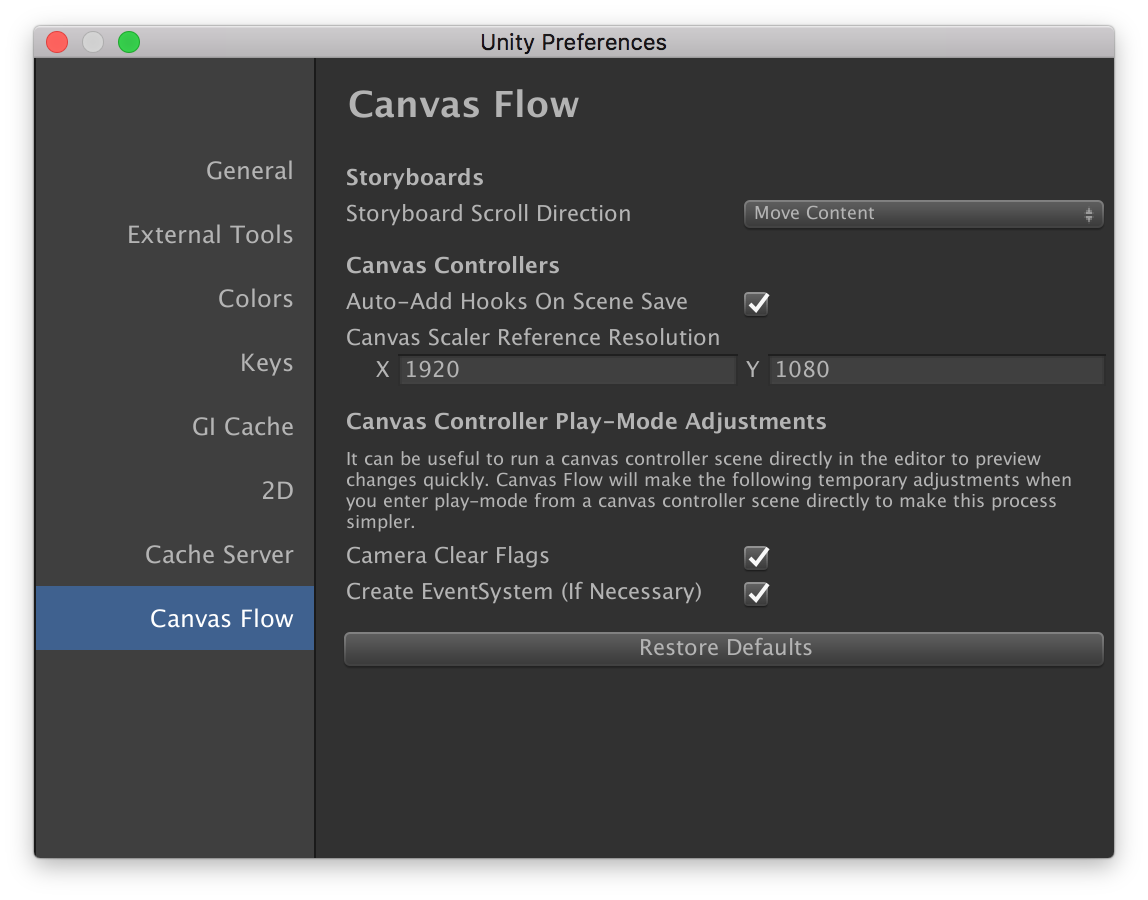 Unity Preferences
General
External Tools
Colors
Keys
GI Cache
2D
Cache Server
Canvas Flow
Canvas Flow
Storyboards
Storyboard Scroll Direction Move Content
Canvas Controllers
Auto-Add Hooks On Scene Save
Canvas Scaler Reference Resolution
X 1920 Y 1080
Canvas Controller Play-Mode Adjustments
It can be useful to run a canvas controller scene directly in the editor to preview
changes quickly. Canvas Flow will make the following temporary adjustments when
you enter play-mode from a canvas controller scene directly to make this process
simpler.
Camera Clear Flags
Create EventSystem (If Necessary)
Restore Defaults